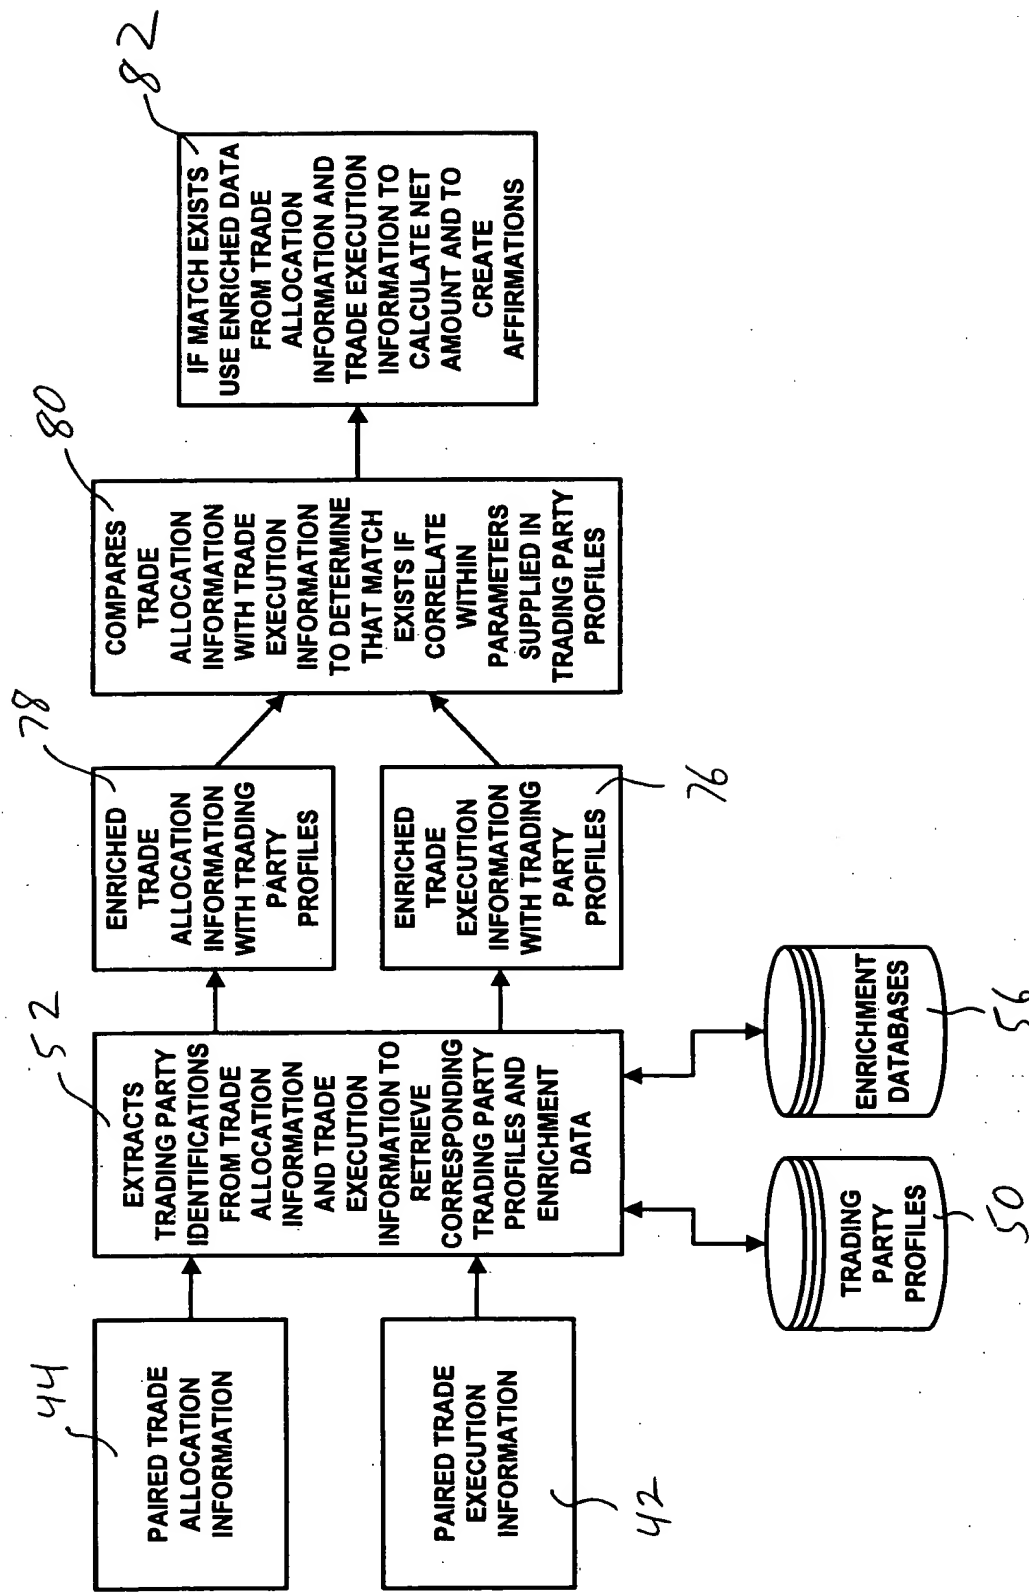 44
PAIRED TRADE
ALLOCATION
INFORMATION
PAIRED TRADE
EXECUTION
INFORMATION
42
52
EXTRACTS
TRADING PARTY
IDENTIFICATIONS
FROM TRADE
ALLOCATION
INFORMATION
AND TRADE
EXECUTION
INFORMATION TO
RETRIEVE
CORRESPONDING
TRADING PARTY
PROFILES AND
ENRICHMENT
DATA
TRADING
PARTY
PROFILES
50
ENRICHMENT
DATABASES
56
78
ENRICHED
TRADE
ALLOCATION
INFORMATION
WITH TRADING
PARTY
PROFILES
ENRICHED
TRADE
EXECUTION
INFORMATION
WITH TRADING
PARTY
PROFILES
76
80
COMPARES
TRADE
ALLOCATION
INFORMATION
WITH TRADE
EXECUTION
INFORMATION
TO DETERMINE
THAT MATCH
EXISTS IF
CORRELATE
WITHIN
PARAMETERS
SUPPLIED IN
TRADING PARTY
PROFILES
82
IF MATCH EXISTS
USE ENRICHED DATA
FROM TRADE
ALLOCATION
INFORMATION AND
TRADE EXECUTION
INFORMATION TO
CALCULATE NET
AMOUNT AND TO
CREATE
AFFIRMATIONS